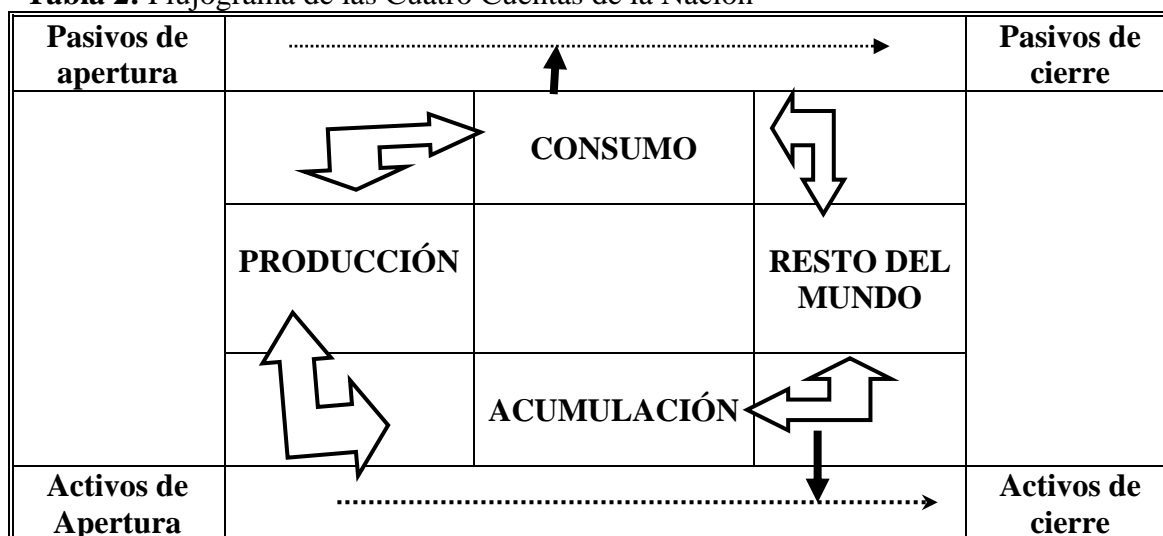 Tabla 2: Flujograma de las Cuatro Cuentas de la Nación
Pasivos de
apertura
Pasivos de
cierre
CONSUMO
PRODUCCIÓN
RESTO DEL
MUNDO
ACUMULACIÓN
Activos de
Apertura
Activos de
cierre